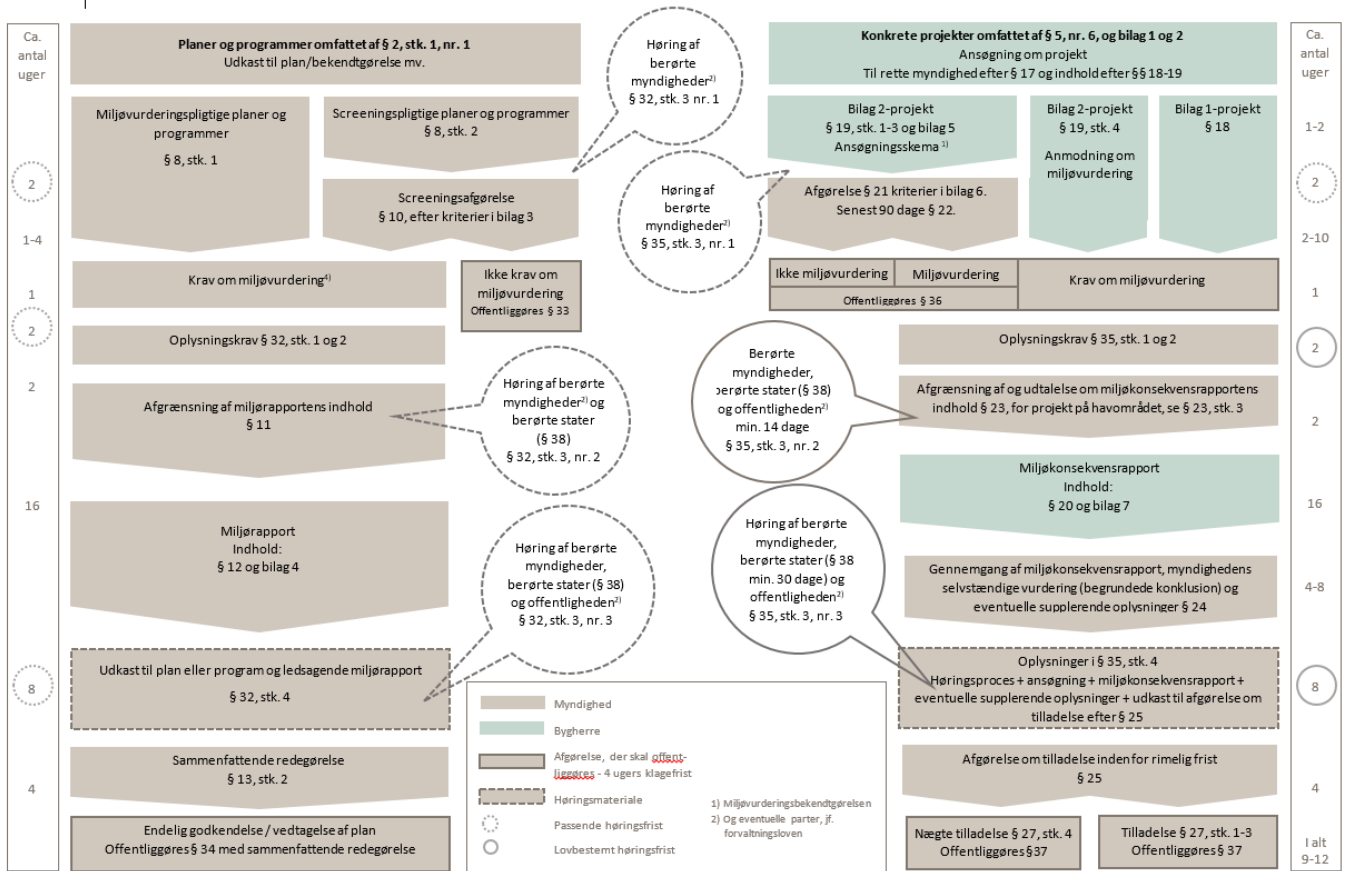 Ca.
antal
uger
2
1-4
1
2
2
16
8
4
Planer og programmer omfattet af § 2, stk. 1, nr. 1
Udkast til plan/bekendtgørelse mv.
Miljøvurderingspligtige planer og
programmer
§ 8, stk. 1
Screeningspligtige planer og programmer
§ 8, stk. 2
Screeningsafgørelse
§ 10, efter kriterier i bilag 3
Krav om miljøvurdering4)
Ikke krav om
miljøvurdering
Offentliggøres § 33
Oplysningskrav § 32, stk. 1 og 2
Afgrænsning af miljørapportens indhold
§ 11
Miljørapport
Indhold:
§ 12 og bilag 4
Udkast til plan eller program og ledsagende miljørapport
§ 32, stk. 4
Sammenfattende redegørelse
§ 13, stk. 2
Endelig godkendelse / vedtagelse af plan
Offentliggøres § 34 med sammenfattende redegørelse
Høring af
berørte
myndigheder2)
§ 32, stk. 3 nr. 1
Høring af
berørte
myndigheder2)
§ 35, stk. 3, nr. 1
Høring af berørte
myndigheder2) og
berørte stater
(§ 38)
§ 32, stk. 3, nr. 2
Berørte
myndigheder,
berørte stater (§ 38)
og offentligheden2)
min. 14 dage
§ 35, stk. 3, nr. 2
Høring af berørte
myndigheder,
berørte stater (§ 38)
og offentligheden2)
§ 32, stk. 3, nr. 3
Høring af berørte
myndigheder,
berørte stater (§ 38
min. 30 dage) og
offentligheden2)
§ 35, stk. 3, nr. 3
Konkrete projekter omfattet af § 5, nr. 6, og bilag 1 og 2
Ansøgning om projekt
Til rette myndighed efter § 17 og indhold efter §§ 18-19
Bilag 2-projekt
§ 19, stk. 1-3 og bilag 5
Ansøgningsskema 1)
Bilag 2-projekt
§ 19, stk. 4
Anmodning om
miljøvurdering
Bilag 1-projekt
§ 18
Afgørelse § 21 kriterier i bilag 6.
Senest 90 dage § 22.
Ikke miljøvurdering
Miljøvurdering
Offentliggøres § 36
Krav om miljøvurdering
Oplysningskrav § 35, stk. 1 og 2
Afgrænsning af og udtalelse om miljøkonsekvensrapportens
indhold § 23, for projekt på havområdet, se § 23, stk. 3
Miljøkonsekvensrapport
Indhold:
§ 20 og bilag 7
Gennemgang af miljøkonsekvensrapport, myndighedens
selvstændige vurdering (begrundede konklusion) og
eventuelle supplerende oplysninger § 24
Oplysninger i § 35, stk. 4
Høringsproces + ansøgning + miljøkonsekvensrapport +
eventuelle supplerende oplysninger + udkast til afgørelse om
tilladelse efter § 25
Afgørelse om tilladelse inden for rimelig frist
§ 25
Nægte tilladelse § 27, stk. 4
Offentliggøres §37
Tilladelse § 27, stk. 1-3
Offentliggøres § 37
Ca.
antal
uger
1-2
2
2-10
1
2
2
16
4-8
8
4
I alt
9-12
Myndighed
Bygherre
Afgørelse, der skal offent-
liggøres - 4 ugers klagefrist
Høringsmateriale
Passende høringsfrist
Lovbestemt høringsfrist
1) Miljøvurderingsbekendtgørelsen
2) Og eventuelle parter, jf.
forvaltningsloven